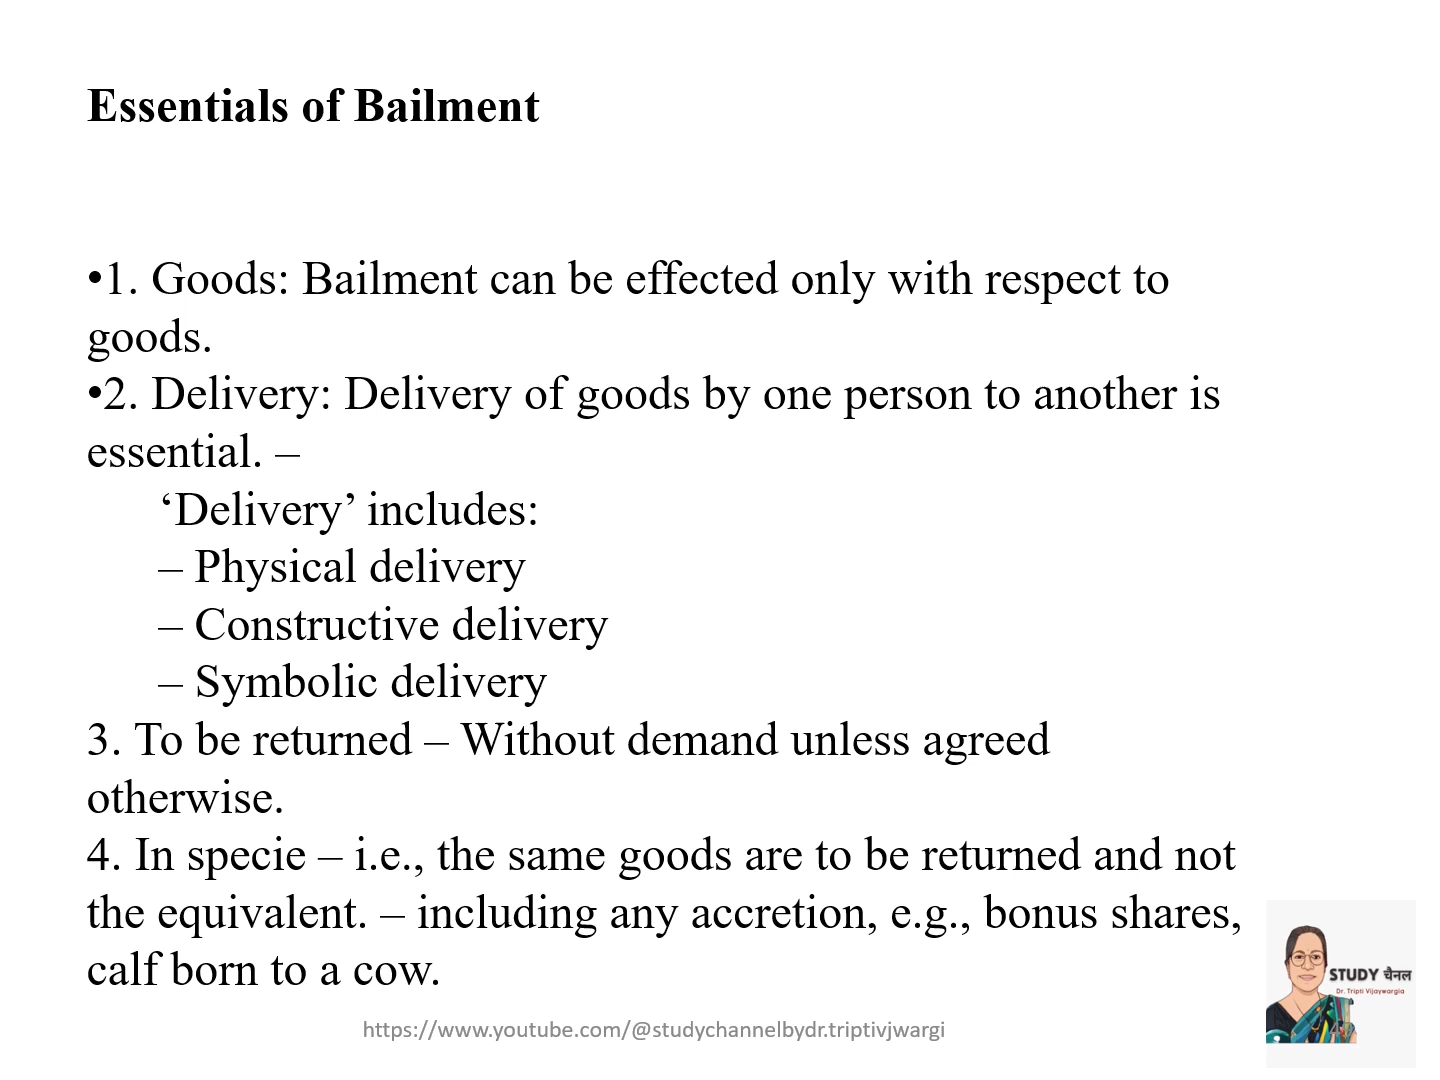 Essentials of Bailment
•1. Goods: Bailment can be effected only with respect to
goods.
•2. Delivery: Delivery of goods by one person to another is
essential. –
‘Delivery’ includes:
– Physical delivery
– Constructive delivery
– Symbolic delivery
3. To be returned – Without demand unless agreed
otherwise.
4. In specie – i.e., the same goods are to be returned and not
the equivalent. – including any accretion, e.g., bonus shares,
calf born to a cow.
STUDY चैनल
Dr. Tripti Vijaywargia
https://www.youtube.com/@studychannelbydr.triptivjwargi